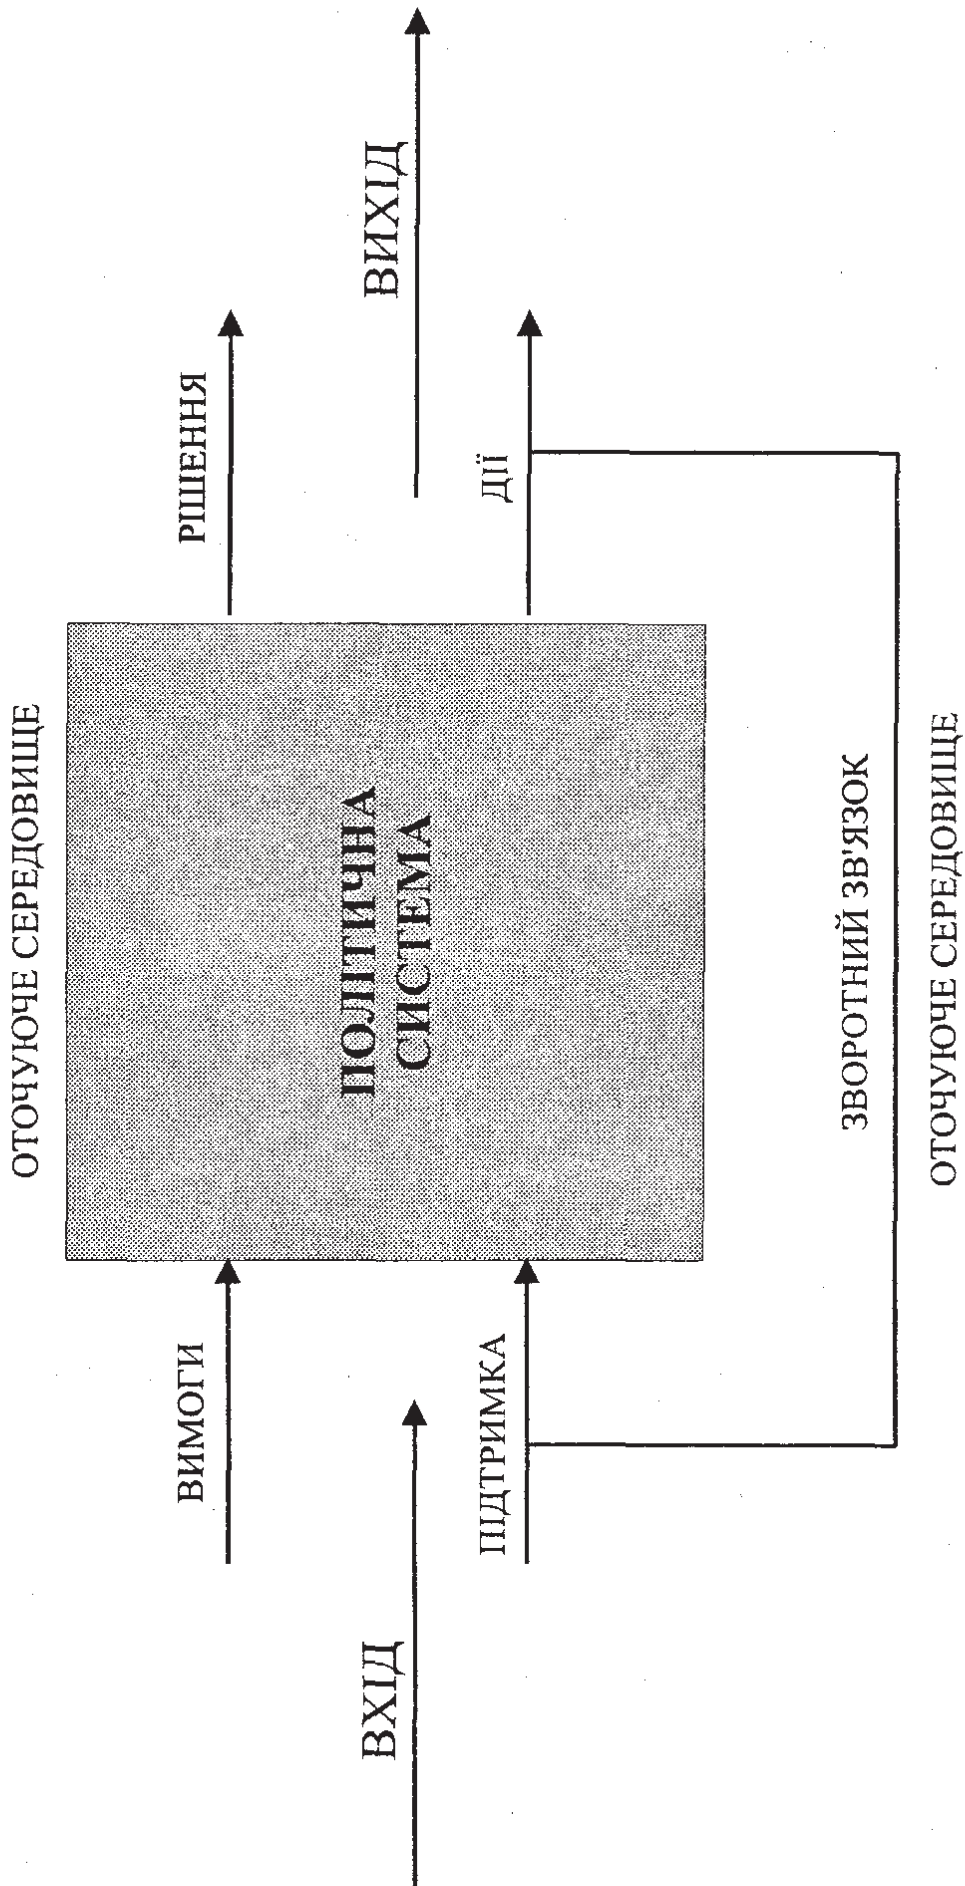 ОТОЧУЮЧЕ СЕРЕДОВИЩЕ
ВИМОГИ
РІШЕННЯ
ВХІД
ПОЛІТИЧНА
СИСТЕМА
ВИХІД
ПІДТРИМКА
ДІЇ
ЗВОРОТНИЙ ЗВ'ЯЗОК
ОТОЧУЮЧЕ СЕРЕДОВИЩЕ